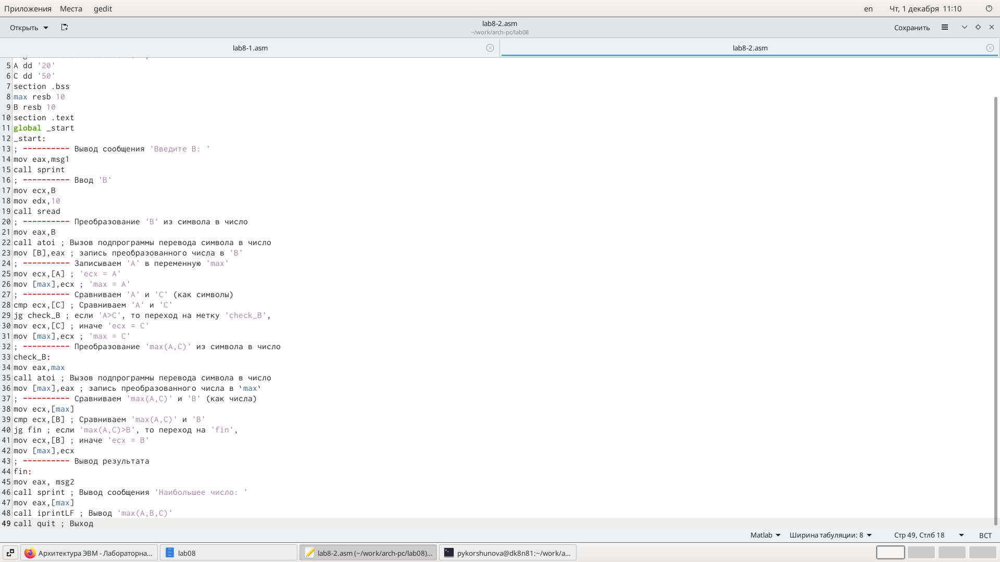 Приложения Места gedit en Чт, 1 декабря 11:10
Открыть lab8-2.asm Сохранить
~/work/arch-pc/lab08
lab8-1.asm lab8-2.asm
5 A dd '20'
6 C dd '50'
7 section .bss
8 max resb 10
9 B resb 10
10 section .text
11 global _start
12 _start:
13 ; ---------- Вывод сообщения 'Введите B: '
14 mov eax,msg1
15 call sprint
16 ; ---------- Ввод 'B'
17 mov ecx,B
18 mov edx,10
19 call sread
20 ; ---------- Преобразование 'B' из символа в число
21 mov eax,B
22 call atoi ; Вызов подпрограммы перевода символа в число
23 mov [B],eax ; запись преобразованного числа в 'B'
24 ; ---------- Записываем 'A' в переменную 'max'
25 mov ecx,[A] ; 'ecx = A'
26 mov [max],ecx ; 'max = A'
27 ; ---------- Сравниваем 'A' и 'С' (как символы)
28 cmp ecx,[C] ; Сравниваем 'A' и 'С'
29 jg check_B ; если 'A>C', то переход на метку 'check_B',
30 mov ecx,[C] ; иначе 'ecx = C'
31 mov [max],ecx ; 'max = C'
32 ; ---------- Преобразование 'max(A,C)' из символа в число
33 check_B:
34 mov eax,max
35 call atoi ; Вызов подпрограммы перевода символа в число
36 mov [max],eax ; запись преобразованного числа в `max`
37 ; ---------- Сравниваем 'max(A,C)' и 'B' (как числа)
38 mov ecx,[max]
39 cmp ecx,[B] ; Сравниваем 'max(A,C)' и 'B'
40 jg fin ; если 'max(A,C)>B', то переход на 'fin',
41 mov ecx,[B] ; иначе 'ecx = B'
42 mov [max],ecx
43 ; ---------- Вывод результата
44 fin:
45 mov eax, msg2
46 call sprint ; Вывод сообщения 'Наибольшее число: '
47 mov eax,[max]
48 call iprintLF ; Вывод 'max(A,B,C)'
49 call quit ; Выход
Matlab Ширина табуляции: 8 Стр 49, Стлб 18 ВСТ
Архитектура ЭВМ - Лабораторна... lab08 lab8-2.asm (~/work/arch-pc/lab08)... pykorshunova@dk8n81:~/work/a...